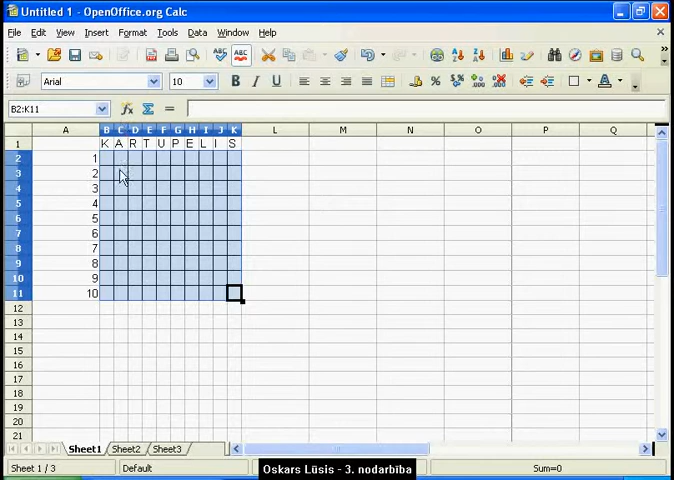 Untitled 1 - OpenOffice.org Calc
File Edit View Insert Format Tools Data Window Help
Arial 10 B I U
B2:K11
A B C D E F G H I J K L M N O P Q
1 K A R T U P E L I S
2 1
3 2
4 3
5 4
6 5
7 6
8 7
9 8
10 9
11 10
12
13
14
15
16
17
18
19
20
21
Sheet1 Sheet2 Sheet3
Sheet 1 / 3 Default Sum=0
Oskars Lūsis - 3. nodarbība